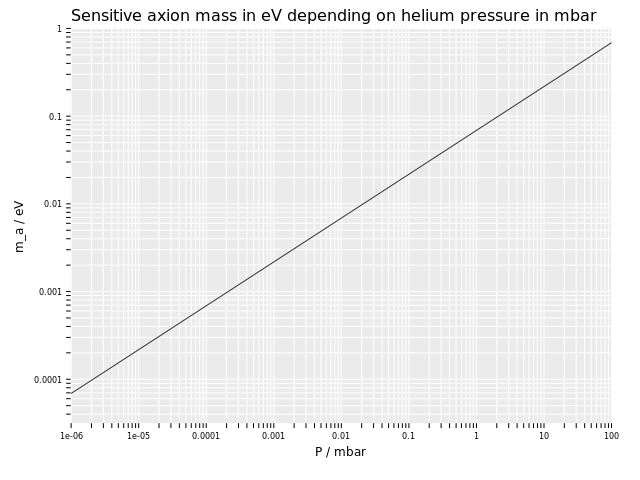 Sensitive axion mass in eV depending on helium pressure in mbar
1
0.1
0.01
0.001
0.0001
m_a / eV
1e-06 1e-05 0.0001 0.001 0.01 0.1 1 10 100
P / mbar